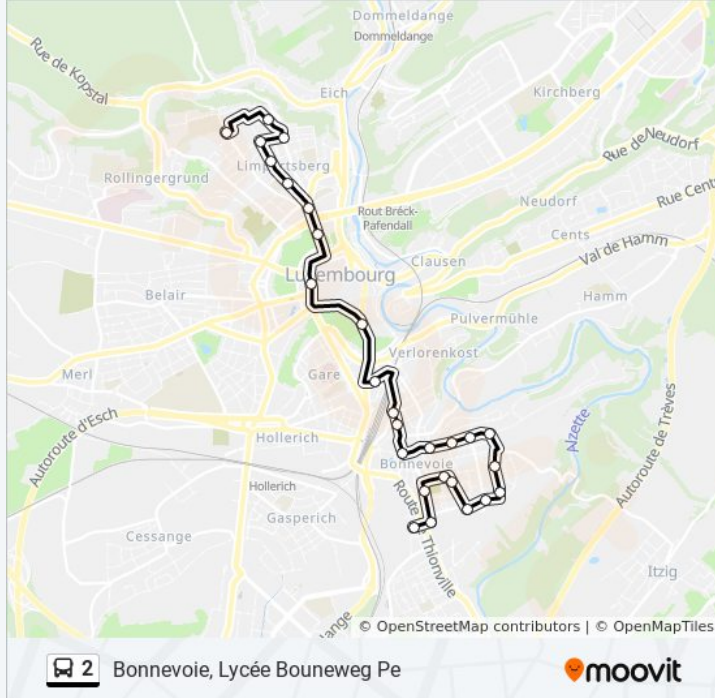 Dommeldange
Dommeldange
Rue de Kopstal
Eich
Kirchberg
Rue de Neudorf
Limpertsberg
Rollingergrund
Rue Cents
Neudorf
Rout Bréck-
Pafendall
Cents
Val de Hamm
Clausen
Luxembourg
Belair
Hamm
Pulvermühle
Verlorenkost
Merl
Gare
Autoroute d'Esch
Hollerich
Alzette
Autoroute de Trèves
Bonnevoie
Hollerich
Route de Thionville
Gasperich
Cessange
Itzig
© OpenStreetMap contributors | © OpenMapTiles
2 Bonnevoie, Lycée Bouneweg Pe
moovit